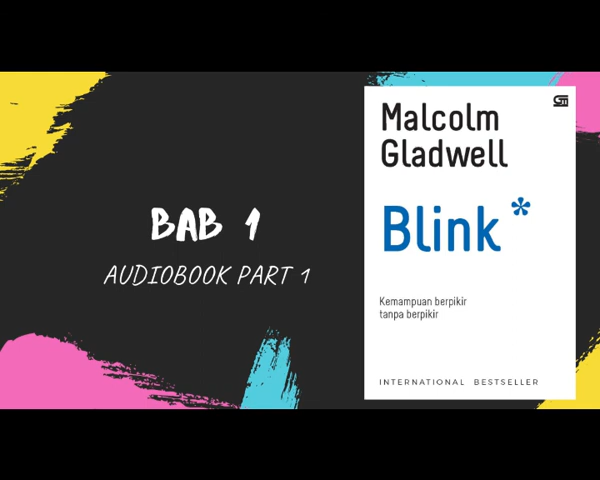 BAB 1
AUDIOBOOK PART 1
Malcolm
Gladwell
Blink*
Kemampuan berpikir
tanpa berpikir
INTERNATIONAL BESTSELLER